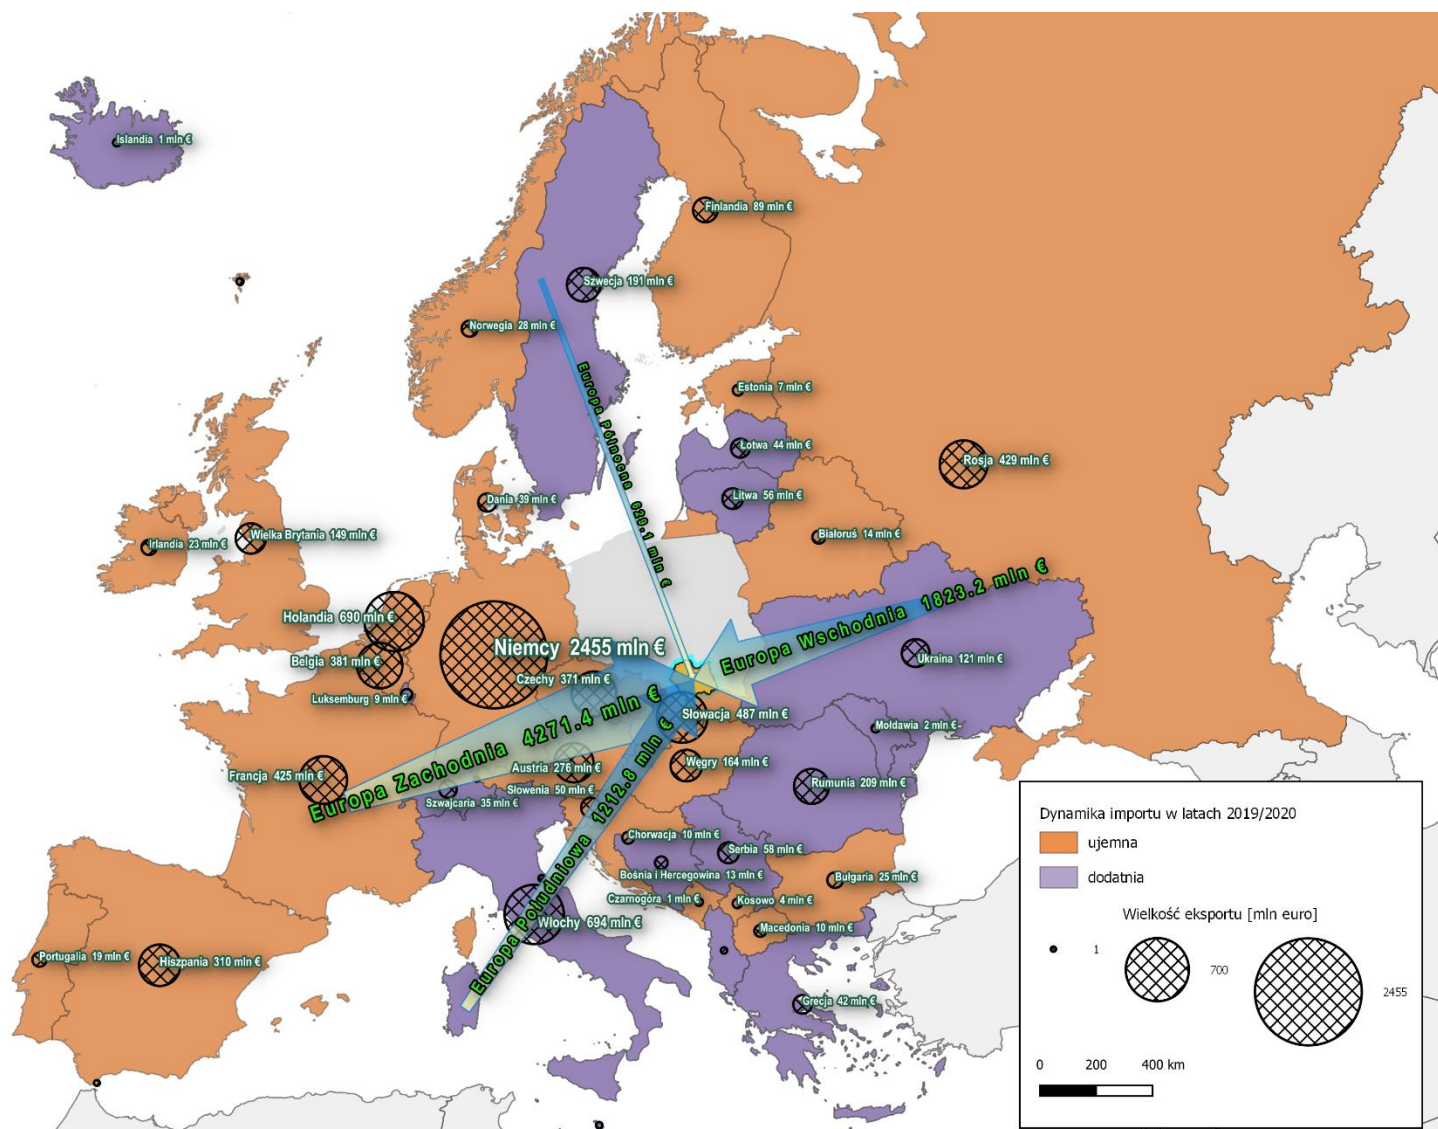 Islandia 1 mln €
Finlandia 89 mln €
Szwecja 191 mln €
Norwegia 28 mln €
Europa Północna 629.1 mln €
Estonia 7 mln €
Łotwa 44 mln €
Rosja 429 mln €
Litwa 56 mln €
Dania 39 mln €
Białoruś 14 mln €
Wielka Brytania 149 mln €
Irlandia 23 mln €
Europa Wschodnia 1823.2 mln €
Holandia 690 mln €
Niemcy 2455 mln €
Belgia 381 mln €
Ukraina 121 mln €
Czechy 371 mln €
Luksemburg 9 mln €
Słowacja 487 mln €
Mołdawia 2 mln €
Europa Zachodnia 4271.4 mln €
Francja 425 mln €
Austria 276 mln €
Węgry 164 mln €
Rumunia 209 mln €
Słowenia 50 mln €
Szwajcaria 35 mln €
Europa Południowa 1212.8 mln €
Chorwacja 10 mln €
Serbia 58 mln €
Bośnia i Hercegowina 13 mln €
Bułgaria 25 mln €
Czarnogóra 1 mln €
Kosowo 4 mln €
Włochy 694 mln €
Macedonia 10 mln €
Portugalia 19 mln €
Hiszpania 310 mln €
Grecja 42 mln €
Dynamika importu w latach 2019/2020
ujemna
dodatnia
Wielkość eksportu [mln euro]
1
700
2455
0 200 400 km